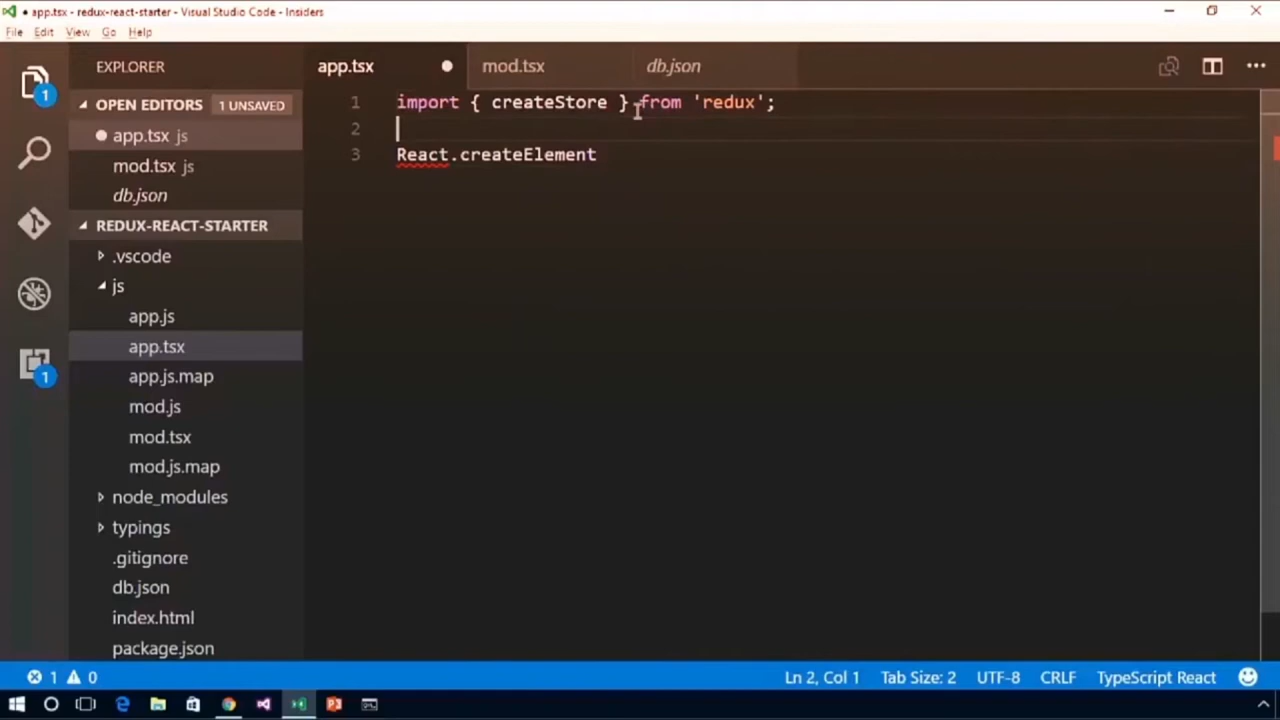 ● app.tsx - redux-react-starter - Visual Studio Code - Insiders
File Edit View Go Help
EXPLORER
OPEN EDITORS 1 UNSAVED
app.tsx js
mod.tsx js
db.json
REDUX-REACT-STARTER
.vscode
js
app.js
app.tsx
app.js.map
mod.js
mod.tsx
mod.js.map
node_modules
typings
.gitignore
db.json
index.html
package.json
1
1
app.tsx mod.tsx db.json
1 import { createStore } from 'redux';
2
3 React.createElement
1 0 Ln 2, Col 1 Tab Size: 2 UTF-8 CRLF TypeScript React